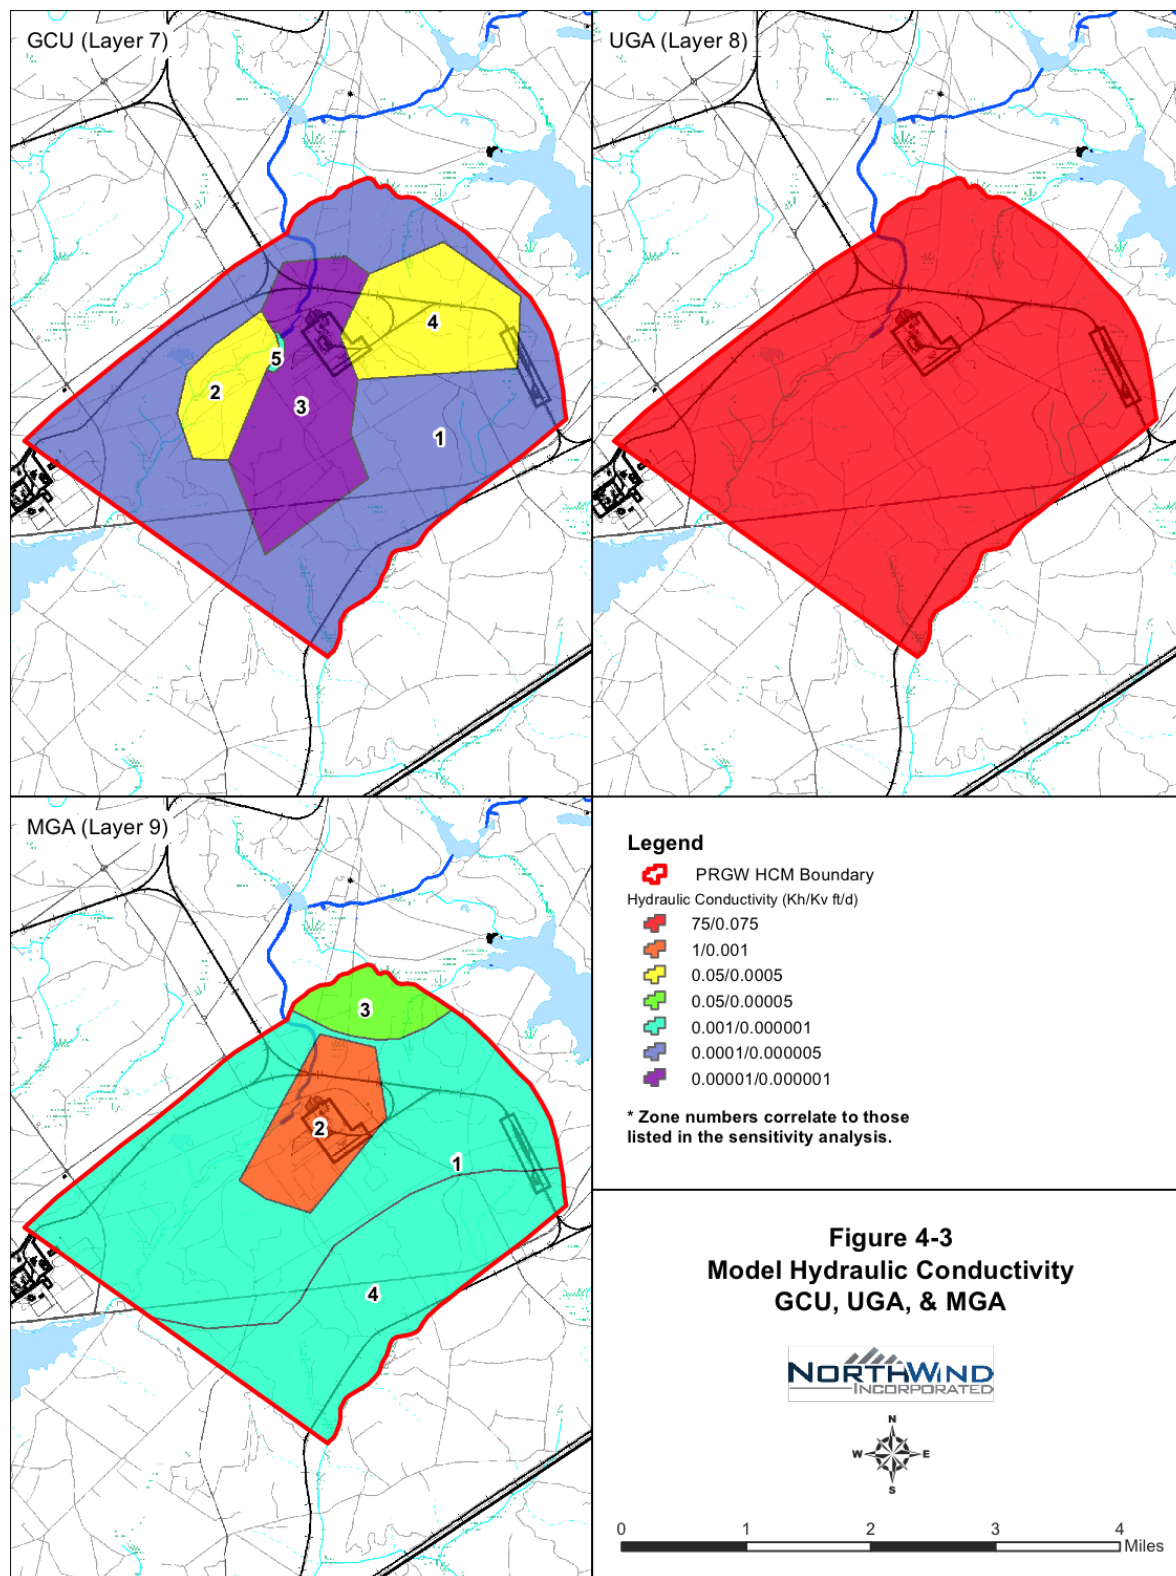 GCU (Layer 7)
4
5
2
3
1
UGA (Layer 8)
MGA (Layer 9)
3
2
1
4
Legend
PRGW HCM Boundary
Hydraulic Conductivity (Kh/Kv ft/d)
75/0.075
1/0.001
0.05/0.0005
0.05/0.00005
0.001/0.000001
0.0001/0.000005
0.00001/0.000001
* Zone numbers correlate to those
listed in the sensitivity analysis.
Figure 4-3
Model Hydraulic Conductivity
GCU, UGA, & MGA
NORTHWIND
INCORPORATED
N
W E
S
0 1 2 3 4
Miles